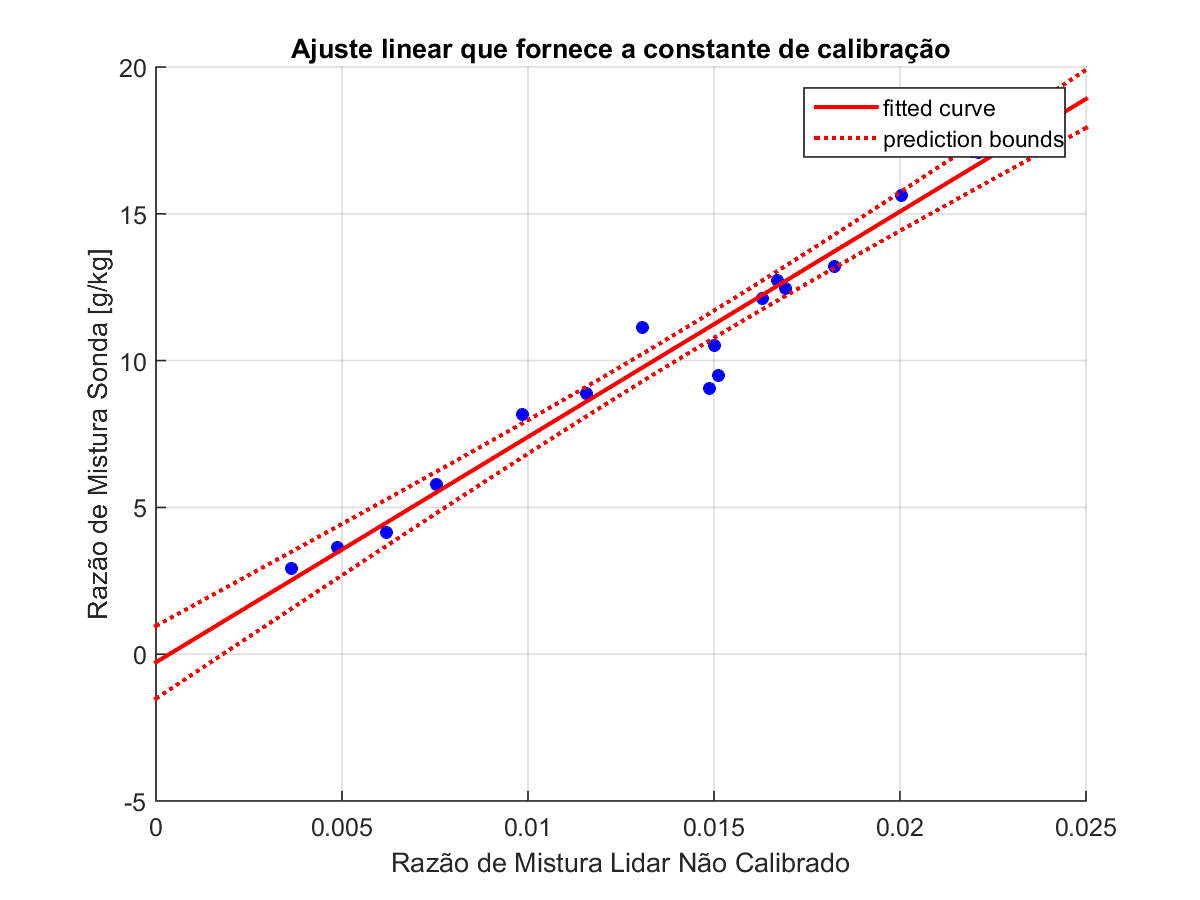 Ajuste linear que fornece a constante de calibração
20
15
10
5
0
-5
0
0.005
0.01
0.015
0.02
0.025
Razão de Mistura Sonda [g/kg]
Razão de Mistura Lidar Não Calibrado
fitted curve
prediction bounds